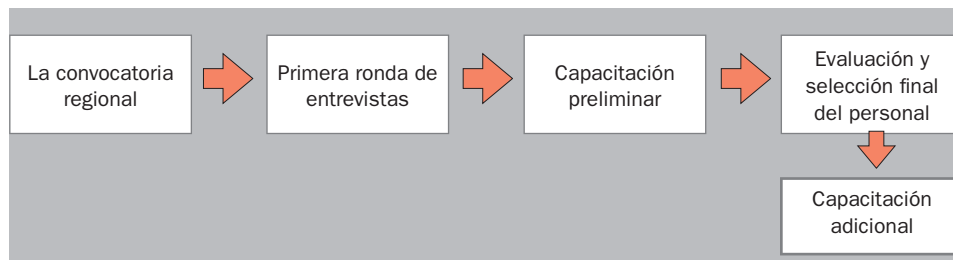 La convocatoria
regional
Primera ronda de
entrevistas
Capacitación
preliminar
Evaluación y
selección final
del personal
Capacitación
adicional